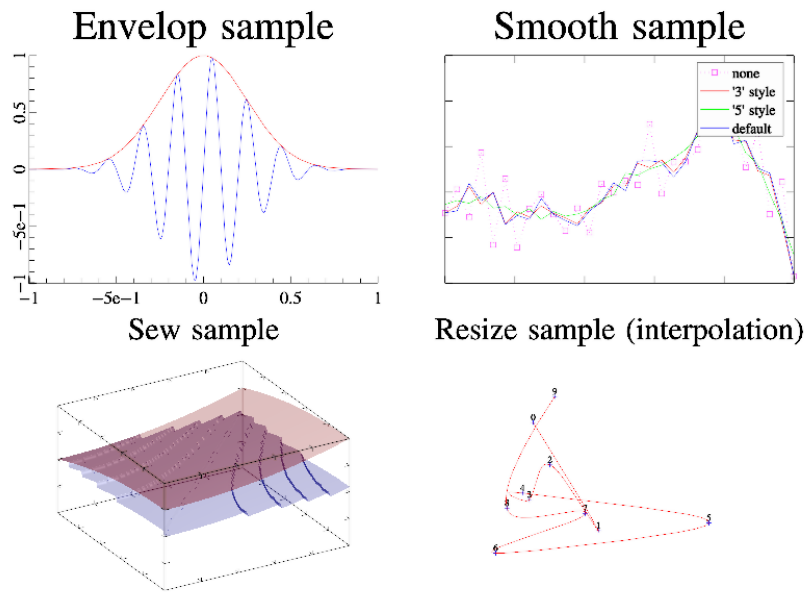 Envelop sample
Smooth sample
1
0.5
0
−5e−1
−1
−1
−5e−1
0
0.5
1
none
'3' style
'5' style
default
Sew sample
Resize sample (interpolation)
9
0
2
4
3
8
7
1
5
6